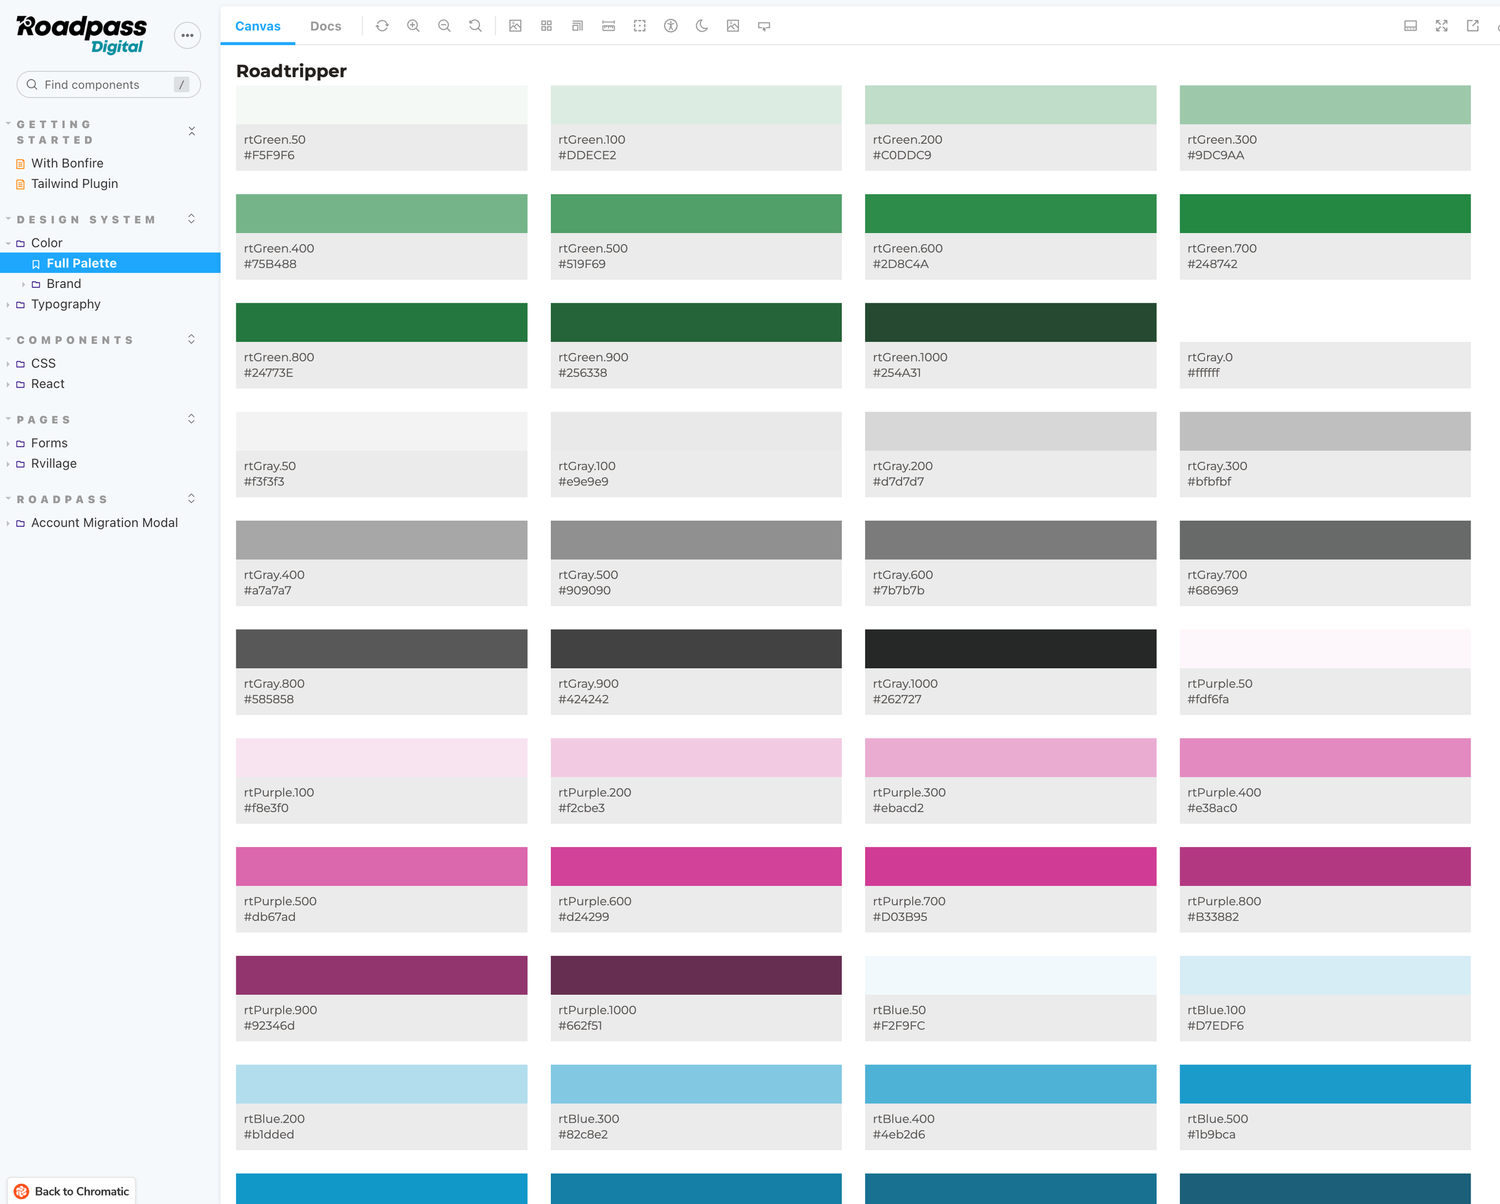 Roadpass
Digital
Find components
/
GETTING
STARTED
With Bonfire
Tailwind Plugin
DESIGN SYSTEM
Color
Full Palette
Brand
Typography
COMPONENTS
CSS
React
PAGES
Forms
Rvillage
ROADPASS
Account Migration Modal
Back to Chromatic
Canvas
Docs
Roadtripper
rtGreen.50
#F5F9F6
rtGreen.100
#DDECE2
rtGreen.200
#C0DDC9
rtGreen.300
#9DC9AA
rtGreen.400
#75B488
rtGreen.500
#519F69
rtGreen.600
#2D8C4A
rtGreen.700
#248742
rtGreen.800
#24773E
rtGreen.900
#256338
rtGreen.1000
#254A31
rtGray.0
#ffffff
rtGray.50
#f3f3f3
rtGray.100
#e9e9e9
rtGray.200
#d7d7d7
rtGray.300
#bfbfbf
rtGray.400
#a7a7a7
rtGray.500
#909090
rtGray.600
#7b7b7b
rtGray.700
#686969
rtGray.800
#585858
rtGray.900
#424242
rtGray.1000
#262727
rtPurple.50
#fdf6fa
rtPurple.100
#f8e3f0
rtPurple.200
#f2cbe3
rtPurple.300
#ebacd2
rtPurple.400
#e38ac0
rtPurple.500
#db67ad
rtPurple.600
#d24299
rtPurple.700
#D03B95
rtPurple.800
#B33882
rtPurple.900
#92346d
rtPurple.1000
#662f51
rtBlue.50
#F2F9FC
rtBlue.100
#D7EDF6
rtBlue.200
#b1dded
rtBlue.300
#82c8e2
rtBlue.400
#4eb2d6
rtBlue.500
#1b9bca